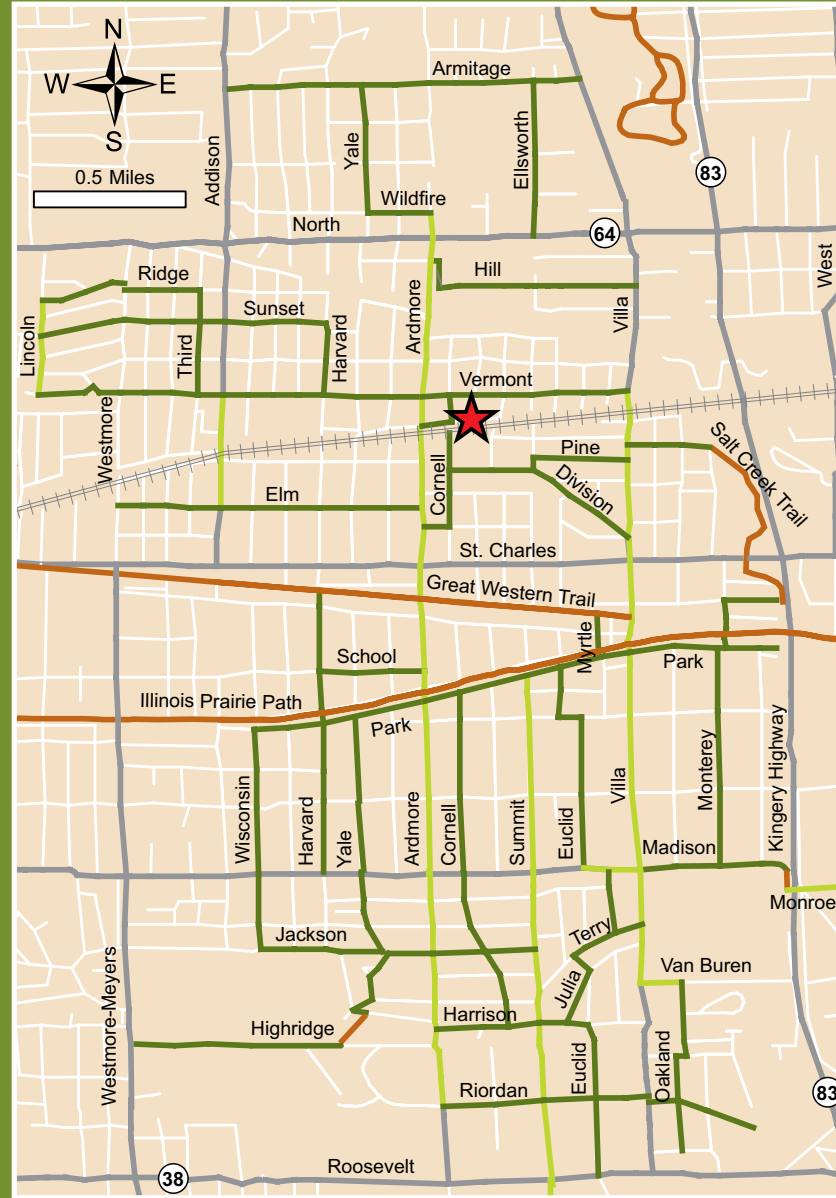 N
W E
S
0.5 Miles
Addison
Armitage
Yale
Ellsworth
Wildfire
North
83
64
West
Ridge
Hill
Sunset
Lincoln
Third
Harvard
Ardmore
Villa
Vermont
Westmore
Pine
Salt Creek Trail
Cornell
Division
Elm
St. Charles
Great Western Trail
Myrtle
School
Park
Illinois Prairie Path
Park
Wisconsin
Harvard
Yale
Ardmore
Cornell
Summit
Euclid
Villa
Monterey
Kingery Highway
Madison
Monroe
Jackson
Terry
Van Buren
Julia
Westmore-Meyers
Highridge
Harrison
Euclid
Oakland
Riordan
83
Roosevelt
38